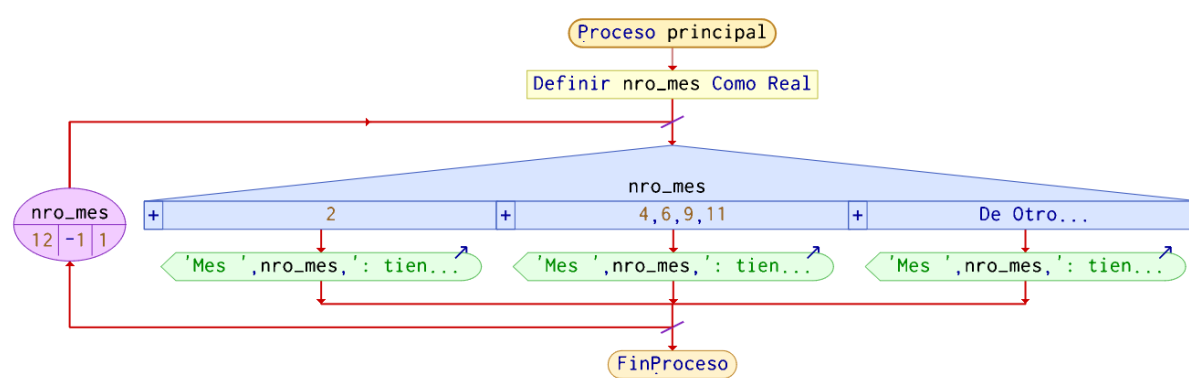 Proceso principal
Definir nro_mes Como Real
nro_mes
nro_mes
12 -1 1
+ 2 + 4,6,9,11 + De Otro...
'Mes ',nro_mes,': tien... 'Mes ',nro_mes,': tien... 'Mes ',nro_mes,': tien...
FinProceso